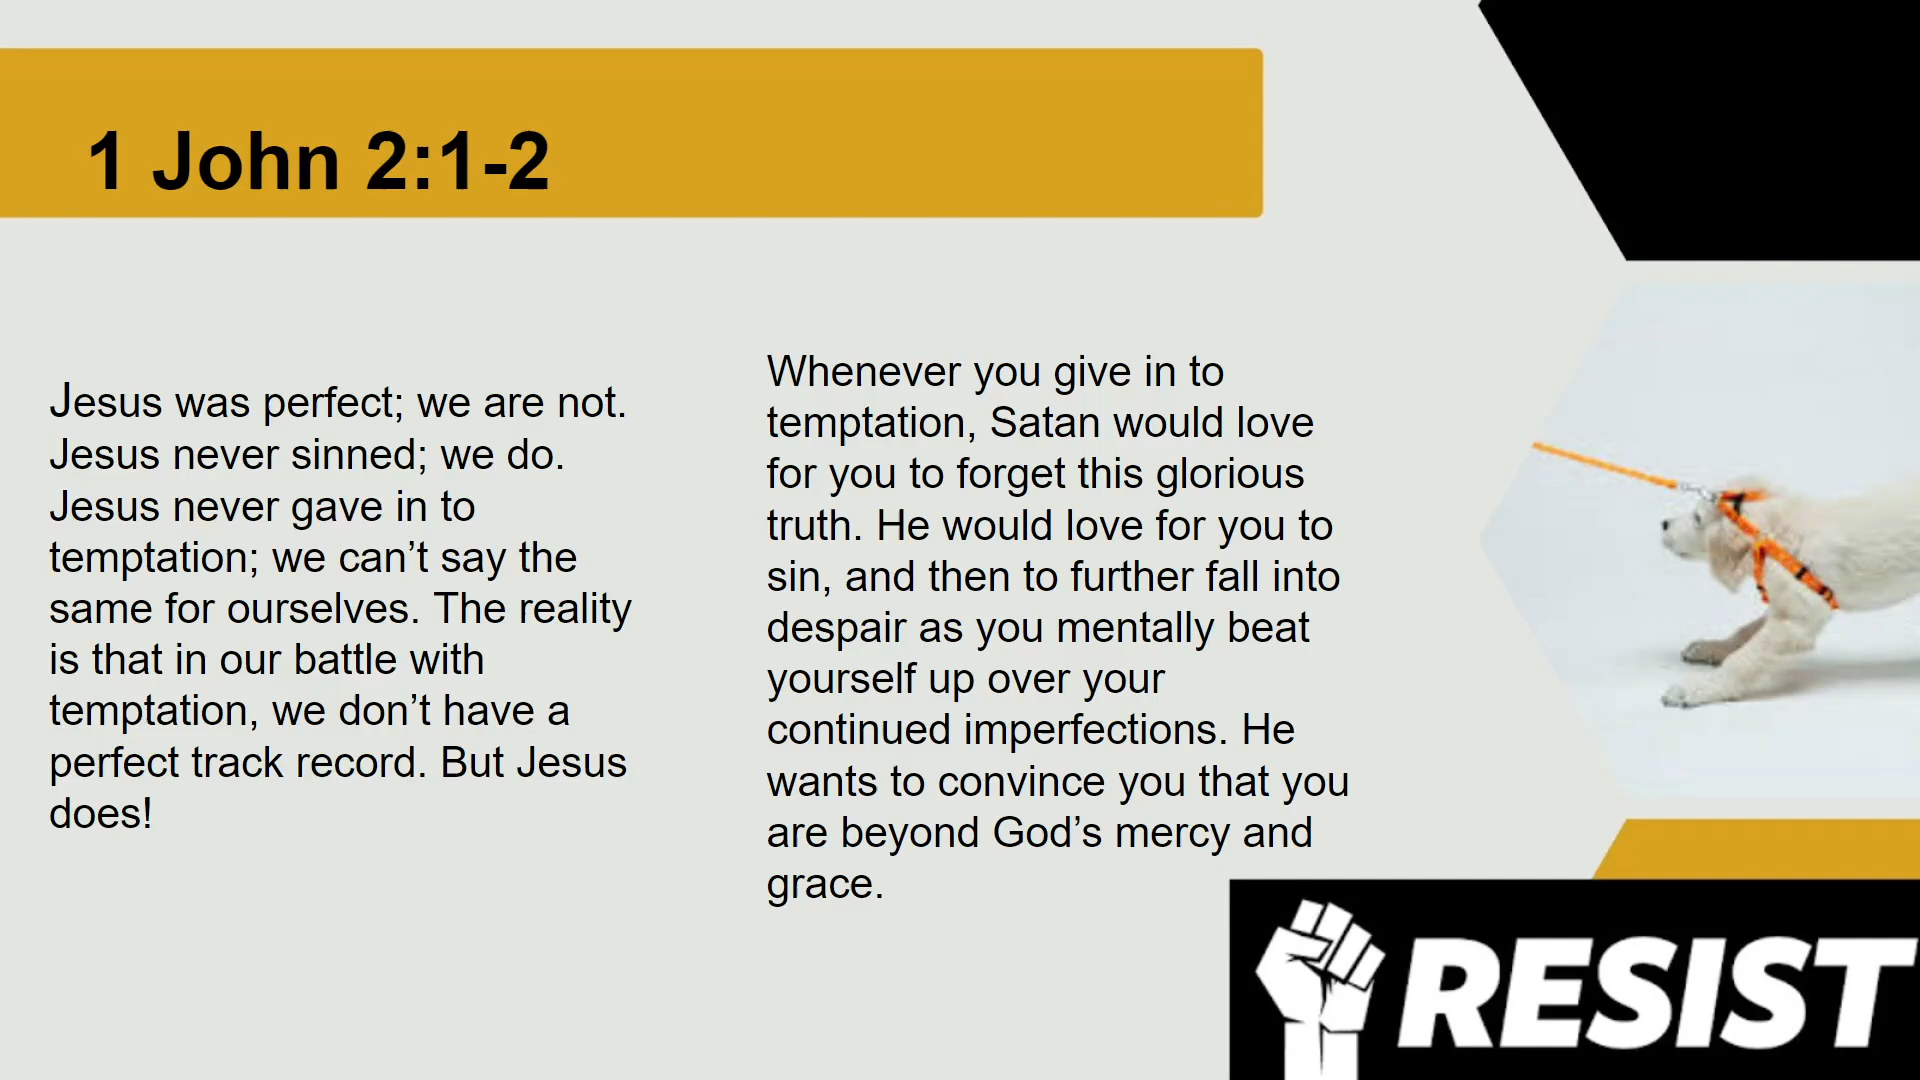 1 John 2:1-2
Jesus was perfect; we are not.
Jesus never sinned; we do.
Jesus never gave in to
temptation; we can’t say the
same for ourselves. The reality
is that in our battle with
temptation, we don’t have a
perfect track record. But Jesus
does!
Whenever you give in to
temptation, Satan would love
for you to forget this glorious
truth. He would love for you to
sin, and then to further fall into
despair as you mentally beat
yourself up over your
continued imperfections. He
wants to convince you that you
are beyond God’s mercy and
grace.
RESIST